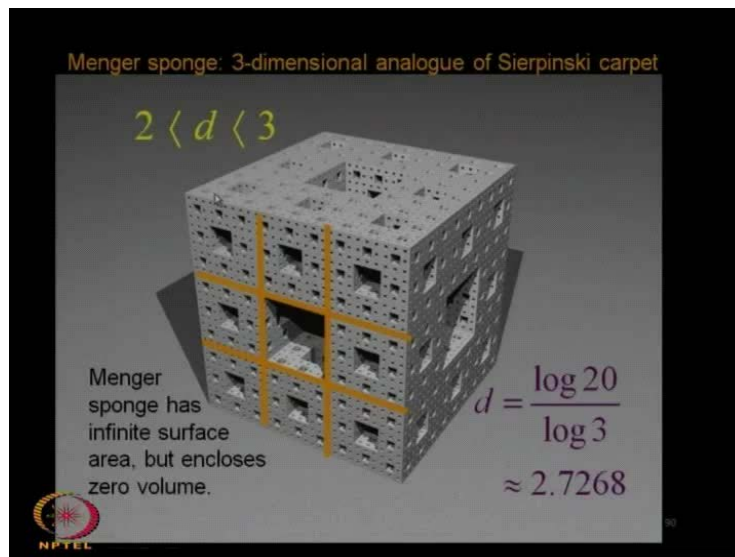 Menger sponge: 3-dimensional analogue of Sierpinski carpet
2 ⟨ d ⟨ 3
Menger
sponge has
infinite surface
area, but encloses
zero volume.
d = log 20 / log 3
≈ 2.7268
NPTEL
90